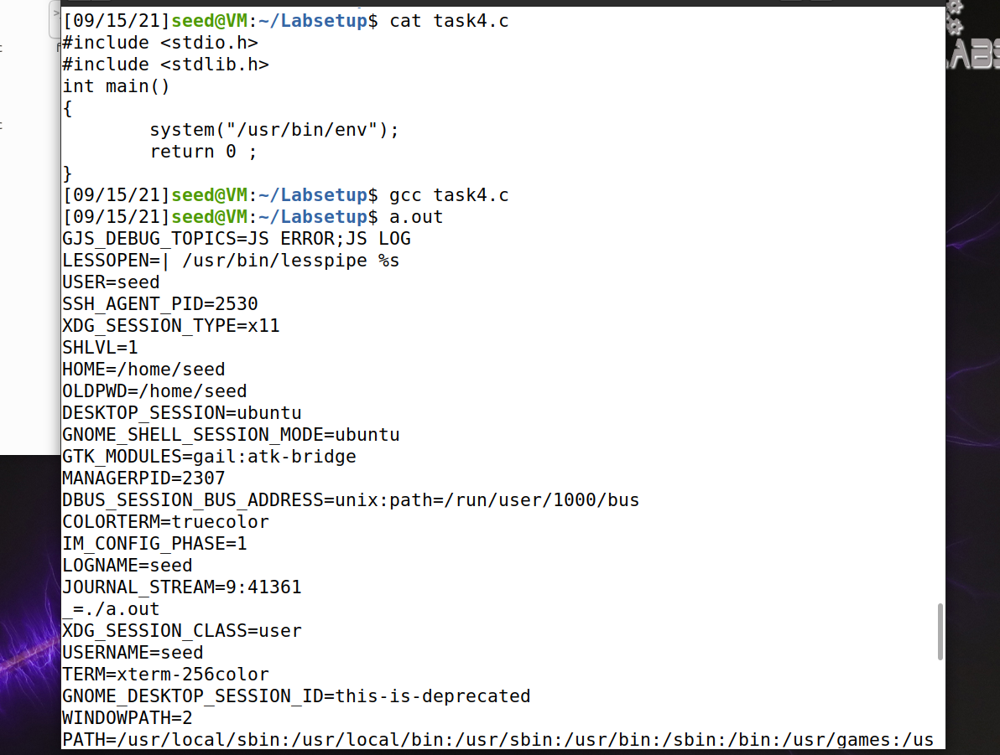 [09/15/21]seed@VM:~/Labsetup$ cat task4.c
#include <stdio.h>
#include <stdlib.h>
int main()
{
        system("/usr/bin/env");
        return 0 ;
}
[09/15/21]seed@VM:~/Labsetup$ gcc task4.c
[09/15/21]seed@VM:~/Labsetup$ a.out
GJS_DEBUG_TOPICS=JS ERROR;JS LOG
LESSOPEN=| /usr/bin/lesspipe %s
USER=seed
SSH_AGENT_PID=2530
XDG_SESSION_TYPE=x11
SHLVL=1
HOME=/home/seed
OLDPWD=/home/seed
DESKTOP_SESSION=ubuntu
GNOME_SHELL_SESSION_MODE=ubuntu
GTK_MODULES=gail:atk-bridge
MANAGERPID=2307
DBUS_SESSION_BUS_ADDRESS=unix:path=/run/user/1000/bus
COLORTERM=truecolor
IM_CONFIG_PHASE=1
LOGNAME=seed
JOURNAL_STREAM=9:41361
_=./a.out
XDG_SESSION_CLASS=user
USERNAME=seed
TERM=xterm-256color
GNOME_DESKTOP_SESSION_ID=this-is-deprecated
WINDOWPATH=2
PATH=/usr/local/sbin:/usr/local/bin:/usr/sbin:/usr/bin:/sbin:/bin:/usr/games:/us